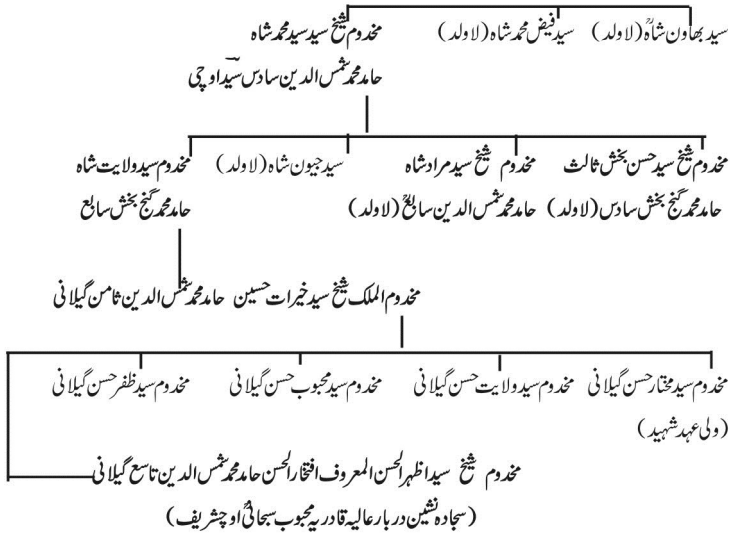 سید بھاون شاہؒ (لاولد) سید فیض محمد شاہ (لاولد) مخدوم شیخ سید سید محمد شاہ
حامد محمد شمس الدین سادس سید اوچی
مخدوم شیخ سید حسن بخش ثالث مخدوم شیخ سید مراد شاہ سید جیون شاہ (لاولد) مخدوم سید ولایت شاہ
حامد محمد گنج بخش سادس (لاولد) حامد محمد شمس الدین سابعؒ (لاولد) حامد محمد گنج بخش سابع
مخدوم الملک شیخ سید خیرات حسین حامد محمد شمس الدین ثامن گیلانی
مخدوم سید مختار حسن گیلانی مخدوم سید ولایت حسن گیلانی مخدوم سید محبوب حسن گیلانی مخدوم سید ظفر حسن گیلانی
(ولی عہد شہید)
مخدوم شیخ سید اظہر الحسن المعروف افتخار الحسن حامد محمد شمس الدین تاسع گیلانی
(سجادہ نشین دربار عالیہ قادریہ محبوب سبحانیؒ اوچشریف)